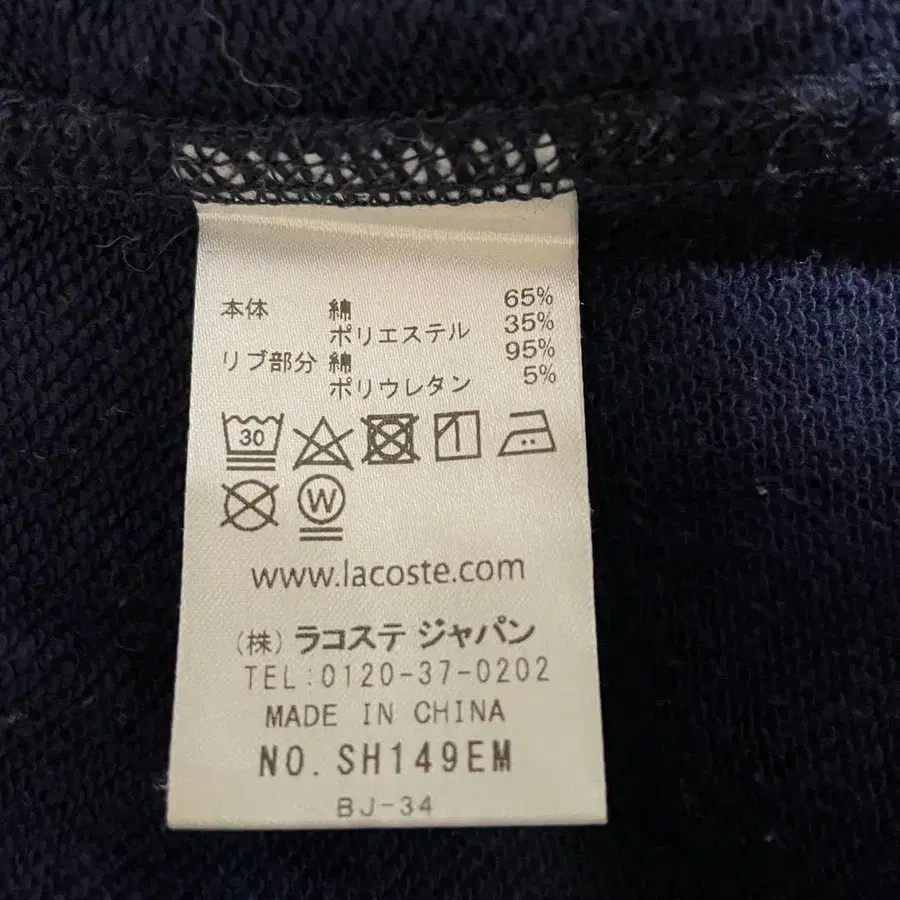 本体 綿 65%
ポリエステル 35%
リブ部分 綿 95%
ポリウレタン 5%
30
W
www.lacoste.com
(株) ラコステ ジャパン
TEL:0120-37-0202
MADE IN CHINA
NO.SH149EM
BJ-34